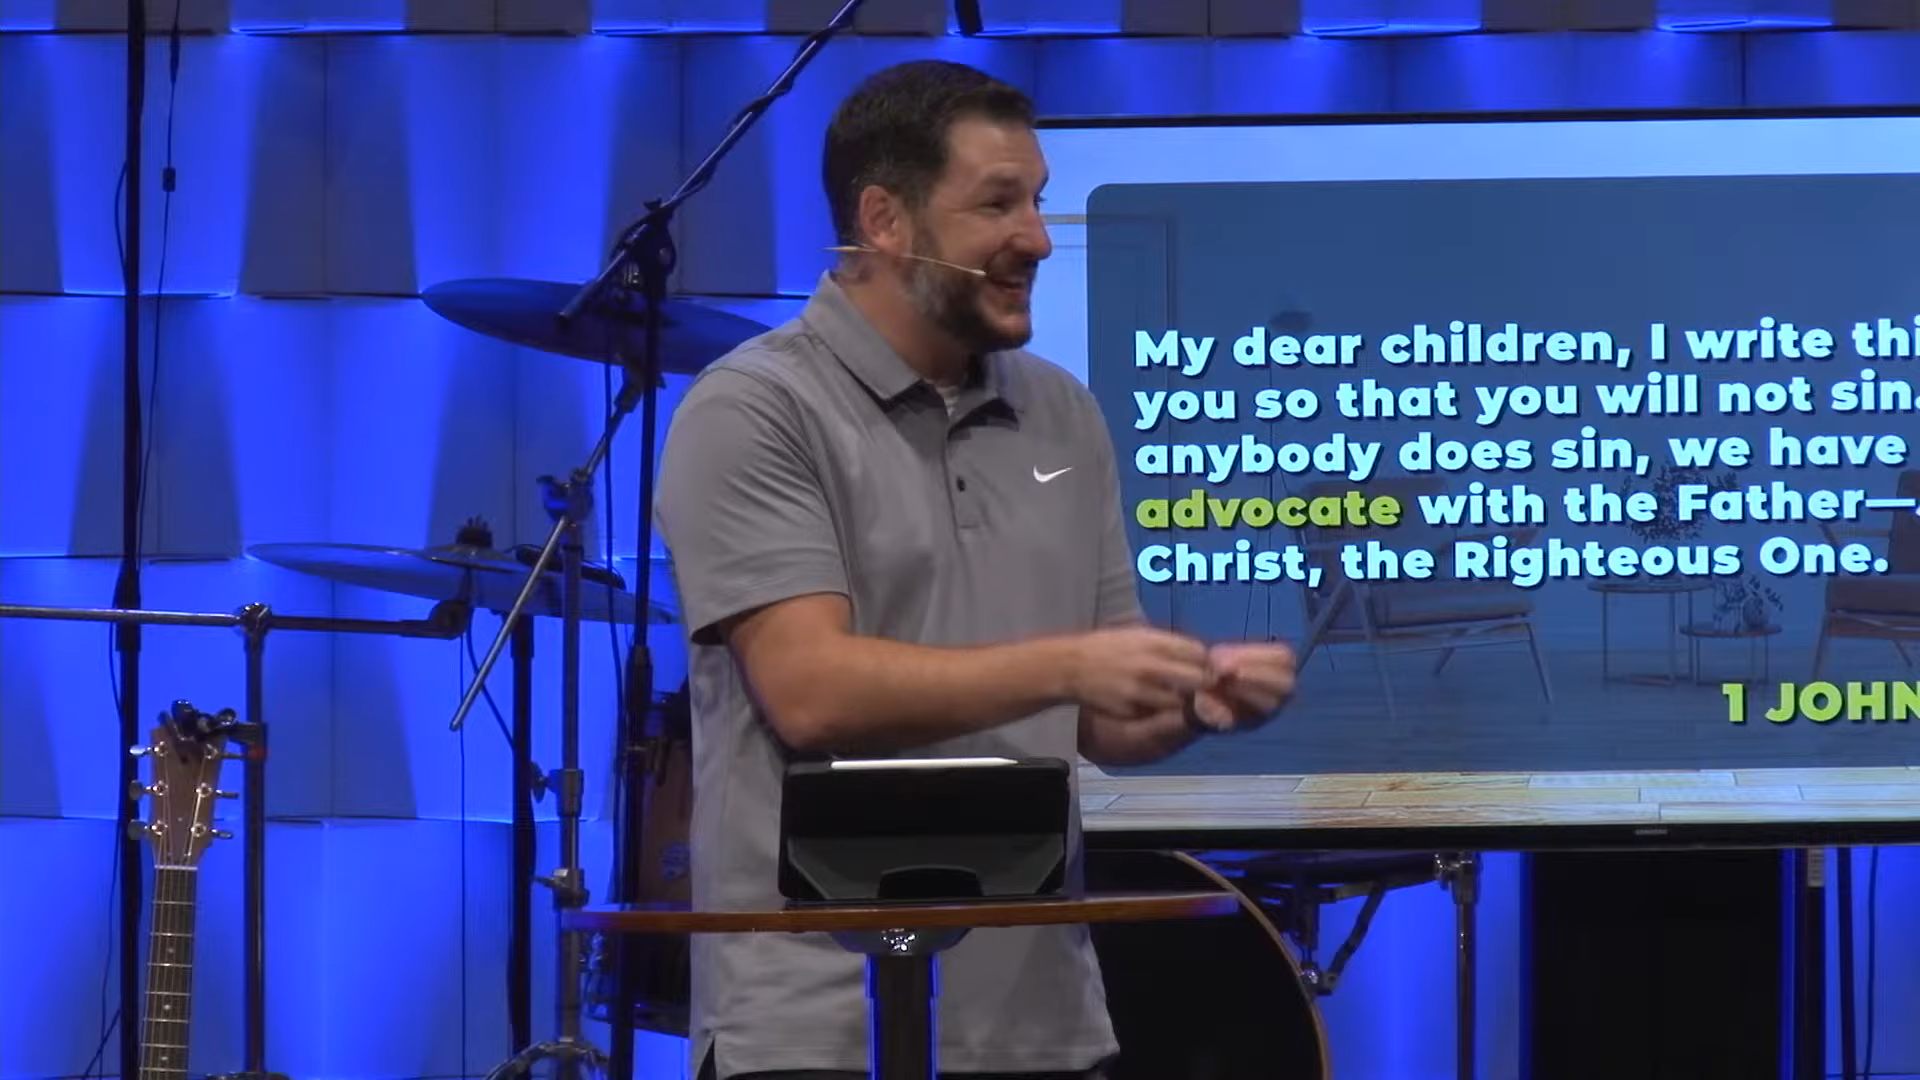 My dear children, I write thi
you so that you will not sin.
anybody does sin, we have
advocate with the Father—
Christ, the Righteous One.
1 JOHN
SAMSUNG